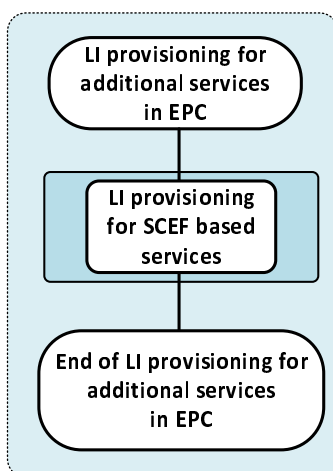 LI provisioning for
additional services
in EPC
LI provisioning
for SCEF based
services
End of LI provisioning for
additional services
in EPC